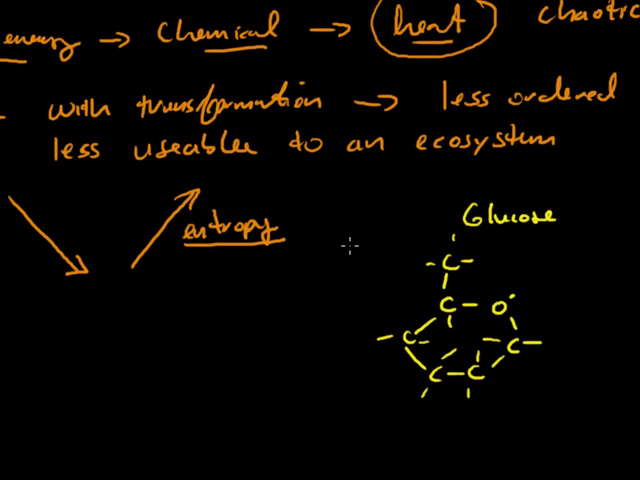 energy → Chemical → heat chaotic
with transformation → less ordered
less useable to an ecosystem
entropy
Glucose
C
C O
C C
C C